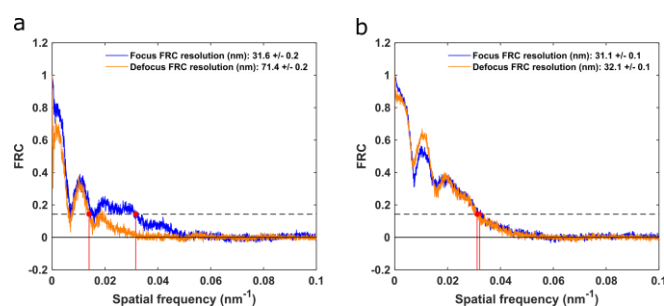 a
1.2
1
0.8
0.6
0.4
0.2
0
-0.2
FRC
Focus FRC resolution (nm): 31.6 +/- 0.2
Defocus FRC resolution (nm): 71.4 +/- 0.2
0 0.02 0.04 0.06 0.08 0.1
Spatial frequency (nm-1)
b
1.2
1
0.8
0.6
0.4
0.2
0
-0.2
FRC
Focus FRC resolution (nm): 31.1 +/- 0.1
Defocus FRC resolution (nm): 32.1 +/- 0.1
0 0.02 0.04 0.06 0.08 0.1
Spatial frequency (nm-1)